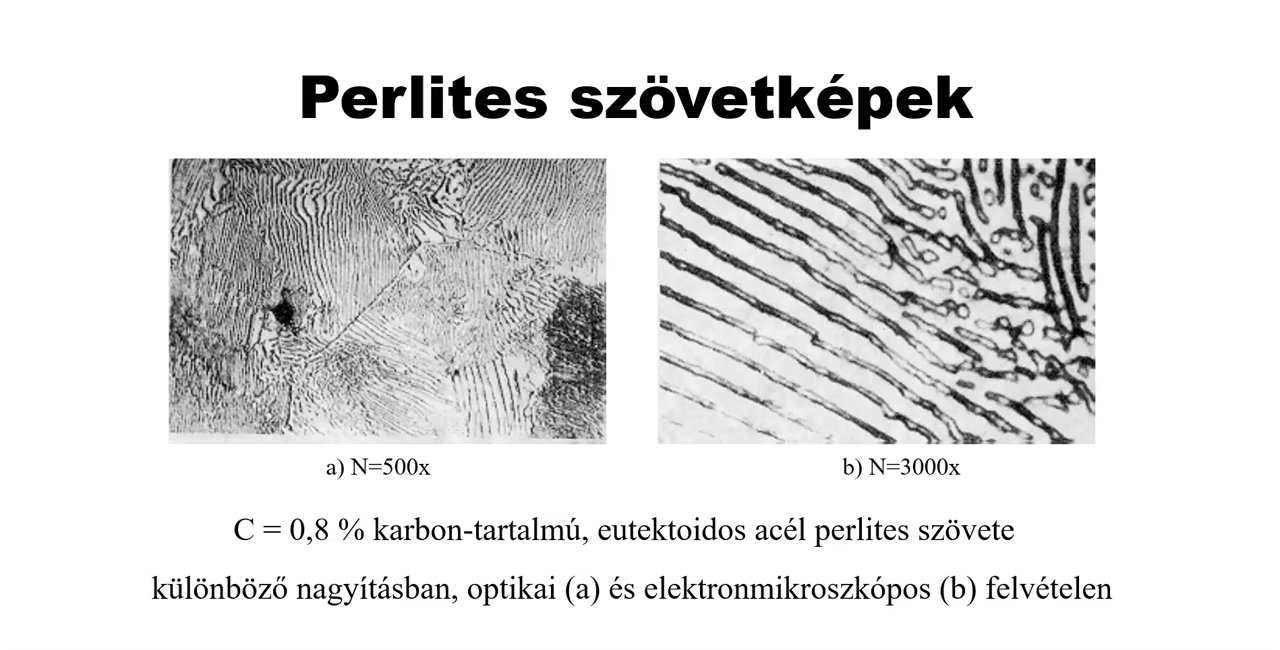 Perlites szövetképek
a) N=500x
b) N=3000x
C = 0,8 % karbon-tartalmú, eutektoidos acél perlites szövete
különböző nagyításban, optikai (a) és elektronmikroszkópos (b) felvételen